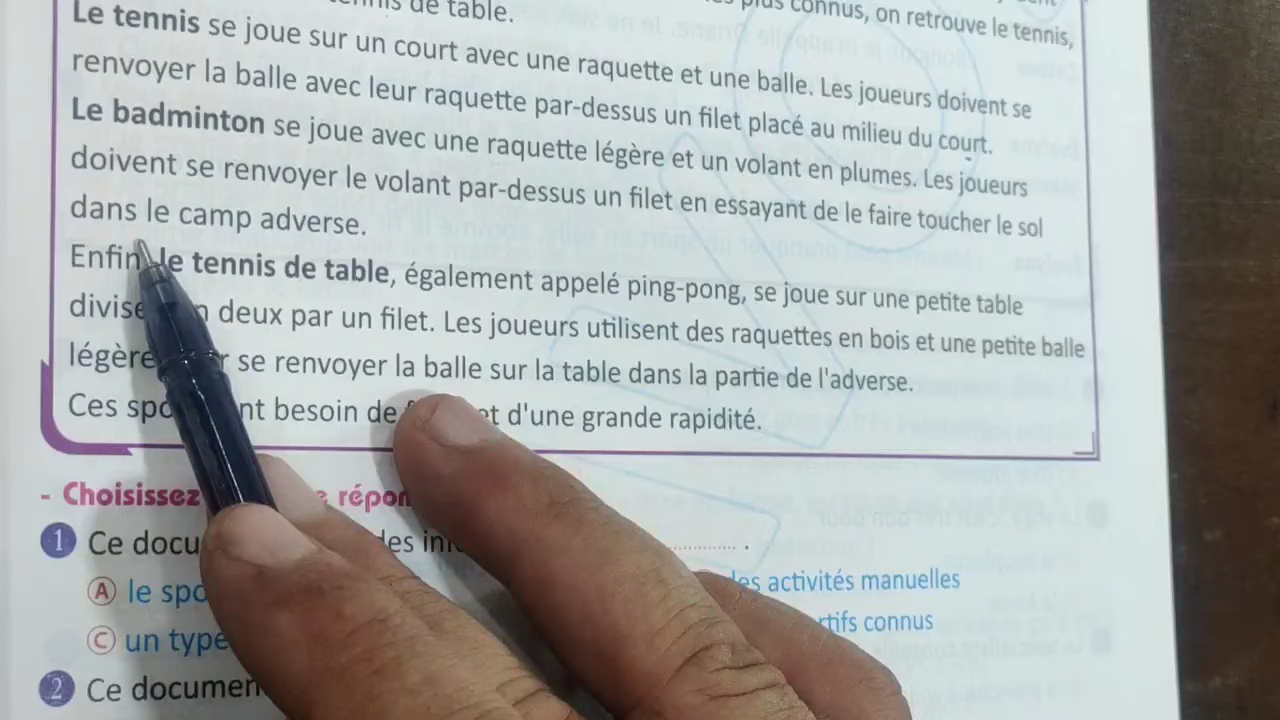 de table.
plus connus, on retrouve le tennis,
Le tennis se joue sur un court avec une raquette et une balle. Les joueurs doivent se
renvoyer la balle avec leur raquette par-dessus un filet placé au milieu du court.
Le badminton se joue avec une raquette légère et un volant en plumes. Les joueurs
doivent se renvoyer le volant par-dessus un filet en essayant de le faire toucher le sol
dans le camp adverse.
Enfin le tennis de table, également appelé ping-pong, se joue sur une petite table
deux par un filet. Les joueurs utilisent des raquettes en bois et une petite balle
légère se renvoyer la balle sur la table dans la partie de l'adverse.
Ces besoin de et d'une grande rapidité.
- Choisissez
1 Ce
A le
les activités manuelles
C un type
connus
2 Ce